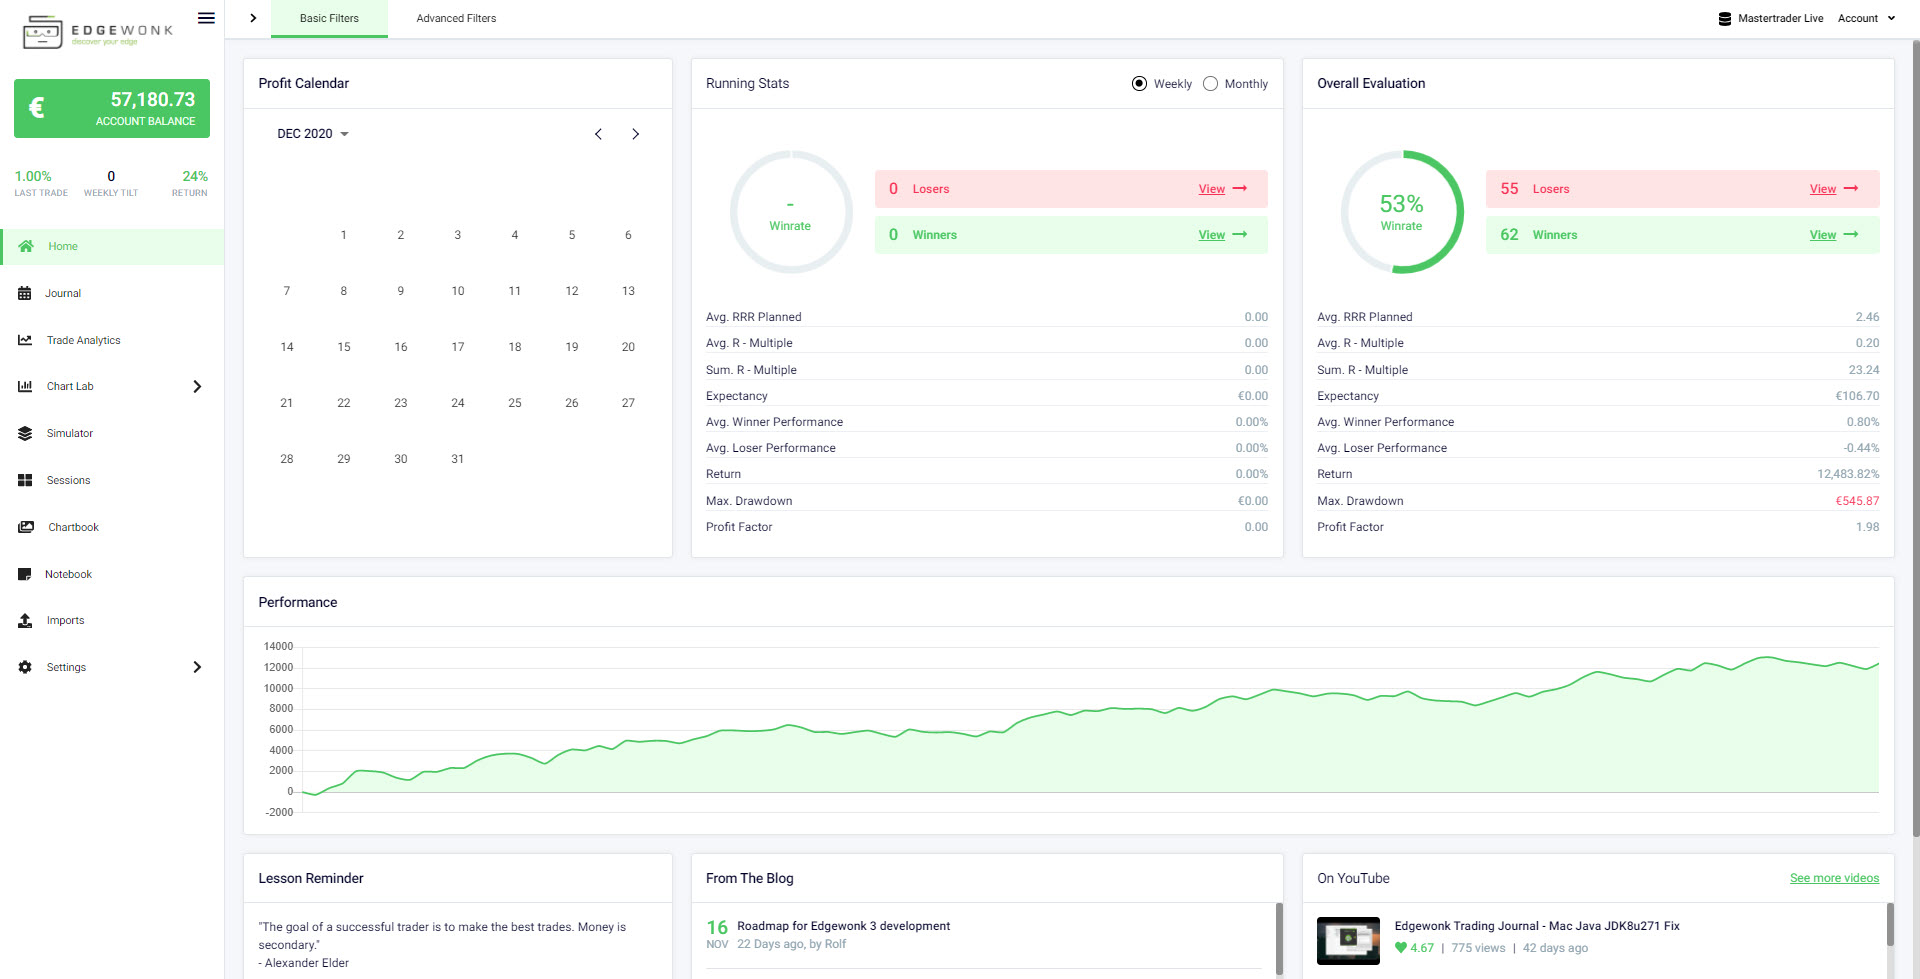 EDGEWONK
discover your edge
Basic Filters
Advanced Filters
Mastertrader Live
Account
€
57,180.73
ACCOUNT BALANCE
1.00%
LAST TRADE
0
WEEKLY TILT
24%
RETURN
Home
Journal
Trade Analytics
Chart Lab
Simulator
Sessions
Chartbook
Notebook
Imports
Settings
Profit Calendar
DEC 2020
1 2 3 4 5 6
7 8 9 10 11 12 13
14 15 16 17 18 19 20
21 22 23 24 25 26 27
28 29 30 31
Running Stats
Weekly Monthly
-
Winrate
0 Losers View
0 Winners View
Avg. RRR Planned 0.00
Avg. R - Multiple 0.00
Sum. R - Multiple 0.00
Expectancy €0.00
Avg. Winner Performance 0.00%
Avg. Loser Performance 0.00%
Return 0.00%
Max. Drawdown €0.00
Profit Factor 0.00
Overall Evaluation
53%
Winrate
55 Losers View
62 Winners View
Avg. RRR Planned 2.46
Avg. R - Multiple 0.20
Sum. R - Multiple 23.24
Expectancy €106.70
Avg. Winner Performance 0.80%
Avg. Loser Performance -0.44%
Return 12,483.82%
Max. Drawdown €545.87
Profit Factor 1.98
Performance
14000
12000
10000
8000
6000
4000
2000
0
-2000
Lesson Reminder
"The goal of a successful trader is to make the best trades. Money is
secondary."
- Alexander Elder
From The Blog
16 Roadmap for Edgewonk 3 development
NOV 22 Days ago, by Rolf
On YouTube
See more videos
Edgewonk Trading Journal - Mac Java JDK8u271 Fix
4.67 | 775 views | 42 days ago